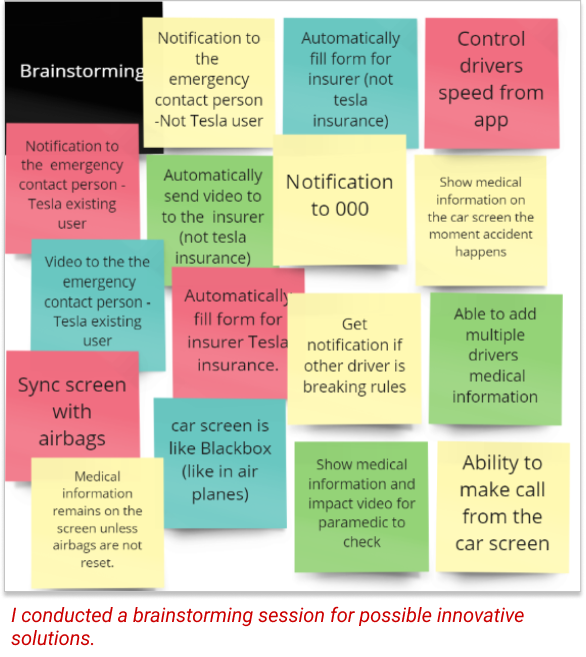 Brainstorming
Notification to
the
emergency
contact person
-Not Tesla user
Automatically
fill form for
insurer (not
tesla
insurance)
Control
drivers
speed from
app
Notification to
the emergency
contact person -
Tesla existing
user
Automatically
send video to
to the insurer
(not tesla
insurance)
Notification
to 000
Show medical
information on
the car screen the
moment accident
happens
Video to the the
emergency
contact person -
Tesla existing
user
Automatically
fill form for
insurer Tesla
insurance.
Get
notification if
other driver is
breaking rules
Able to add
multiple
drivers
medical
information
Sync screen
with
airbags
car screen is
like Blackbox
(like in air
planes)
Show medical
information and
impact video for
paramedic to
check
Ability to
make call
from the
car screen
Medical
information
remains on the
screen unless
airbags are not
reset.
I conducted a brainstorming session for possible innovative
solutions.